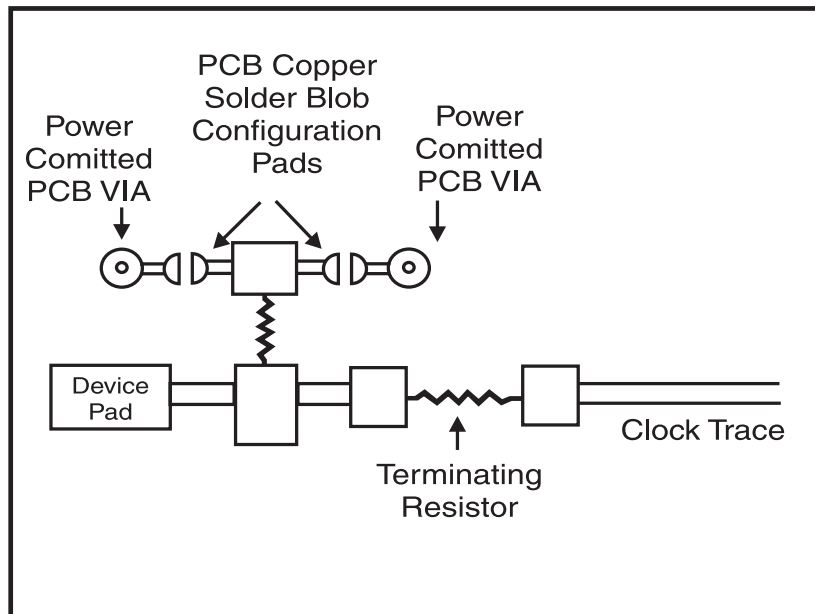 PCB Copper
Solder Blob
Configuration
Pads
Power
Comitted
PCB VIA
Power
Comitted
PCB VIA
Device
Pad
Clock Trace
Terminating
Resistor